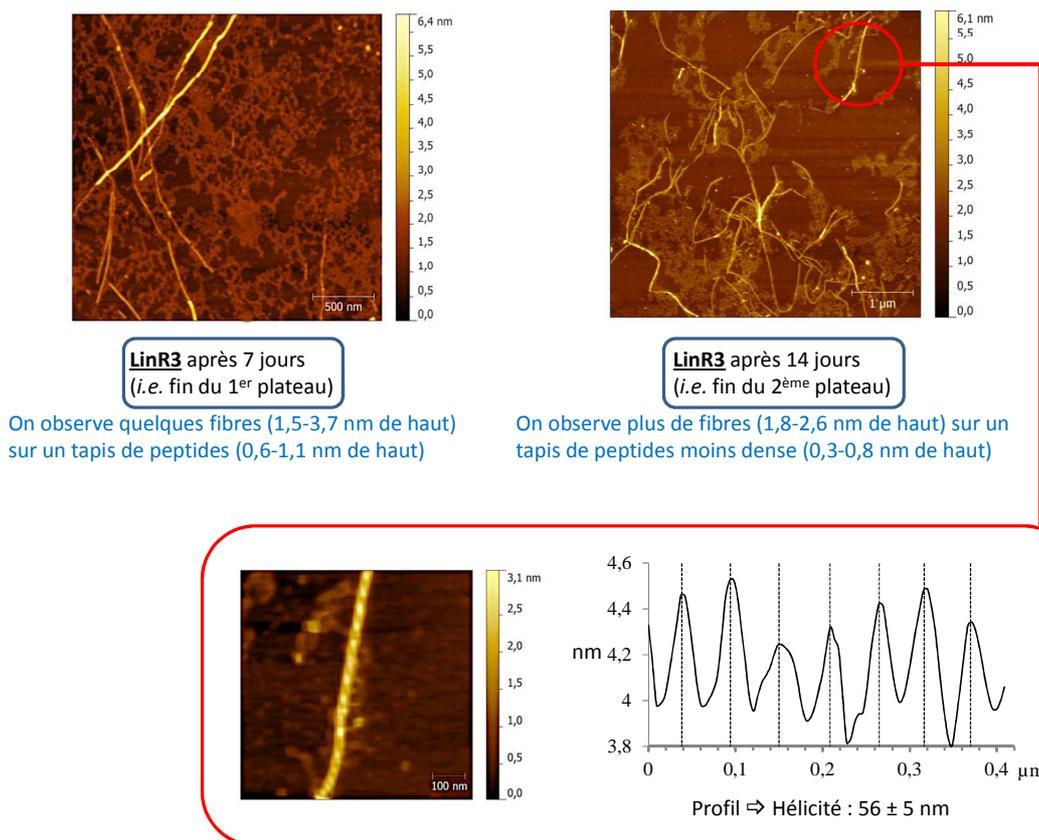 6,4 nm
5,5
5,0
4,5
4,0
3,5
3,0
2,5
2,0
1,5
1,0
0,5
0,0
500 nm
6,1 nm
5,5
5,0
4,5
4,0
3,5
3,0
2,5
2,0
1,5
1,0
0,5
0,0
1 µm
LinR3 après 7 jours
(i.e. fin du 1er plateau)
LinR3 après 14 jours
(i.e. fin du 2ème plateau)
On observe quelques fibres (1,5-3,7 nm de haut)
sur un tapis de peptides (0,6-1,1 nm de haut)
On observe plus de fibres (1,8-2,6 nm de haut) sur un
tapis de peptides moins dense (0,3-0,8 nm de haut)
3,1 nm
2,5
2,0
1,5
1,0
0,5
0,0
100 nm
4,6
4,4
nm 4,2
4
3,8
0 0,1 0,2 0,3 0,4 µm
Profil ⇨ Hélicité : 56 ± 5 nm